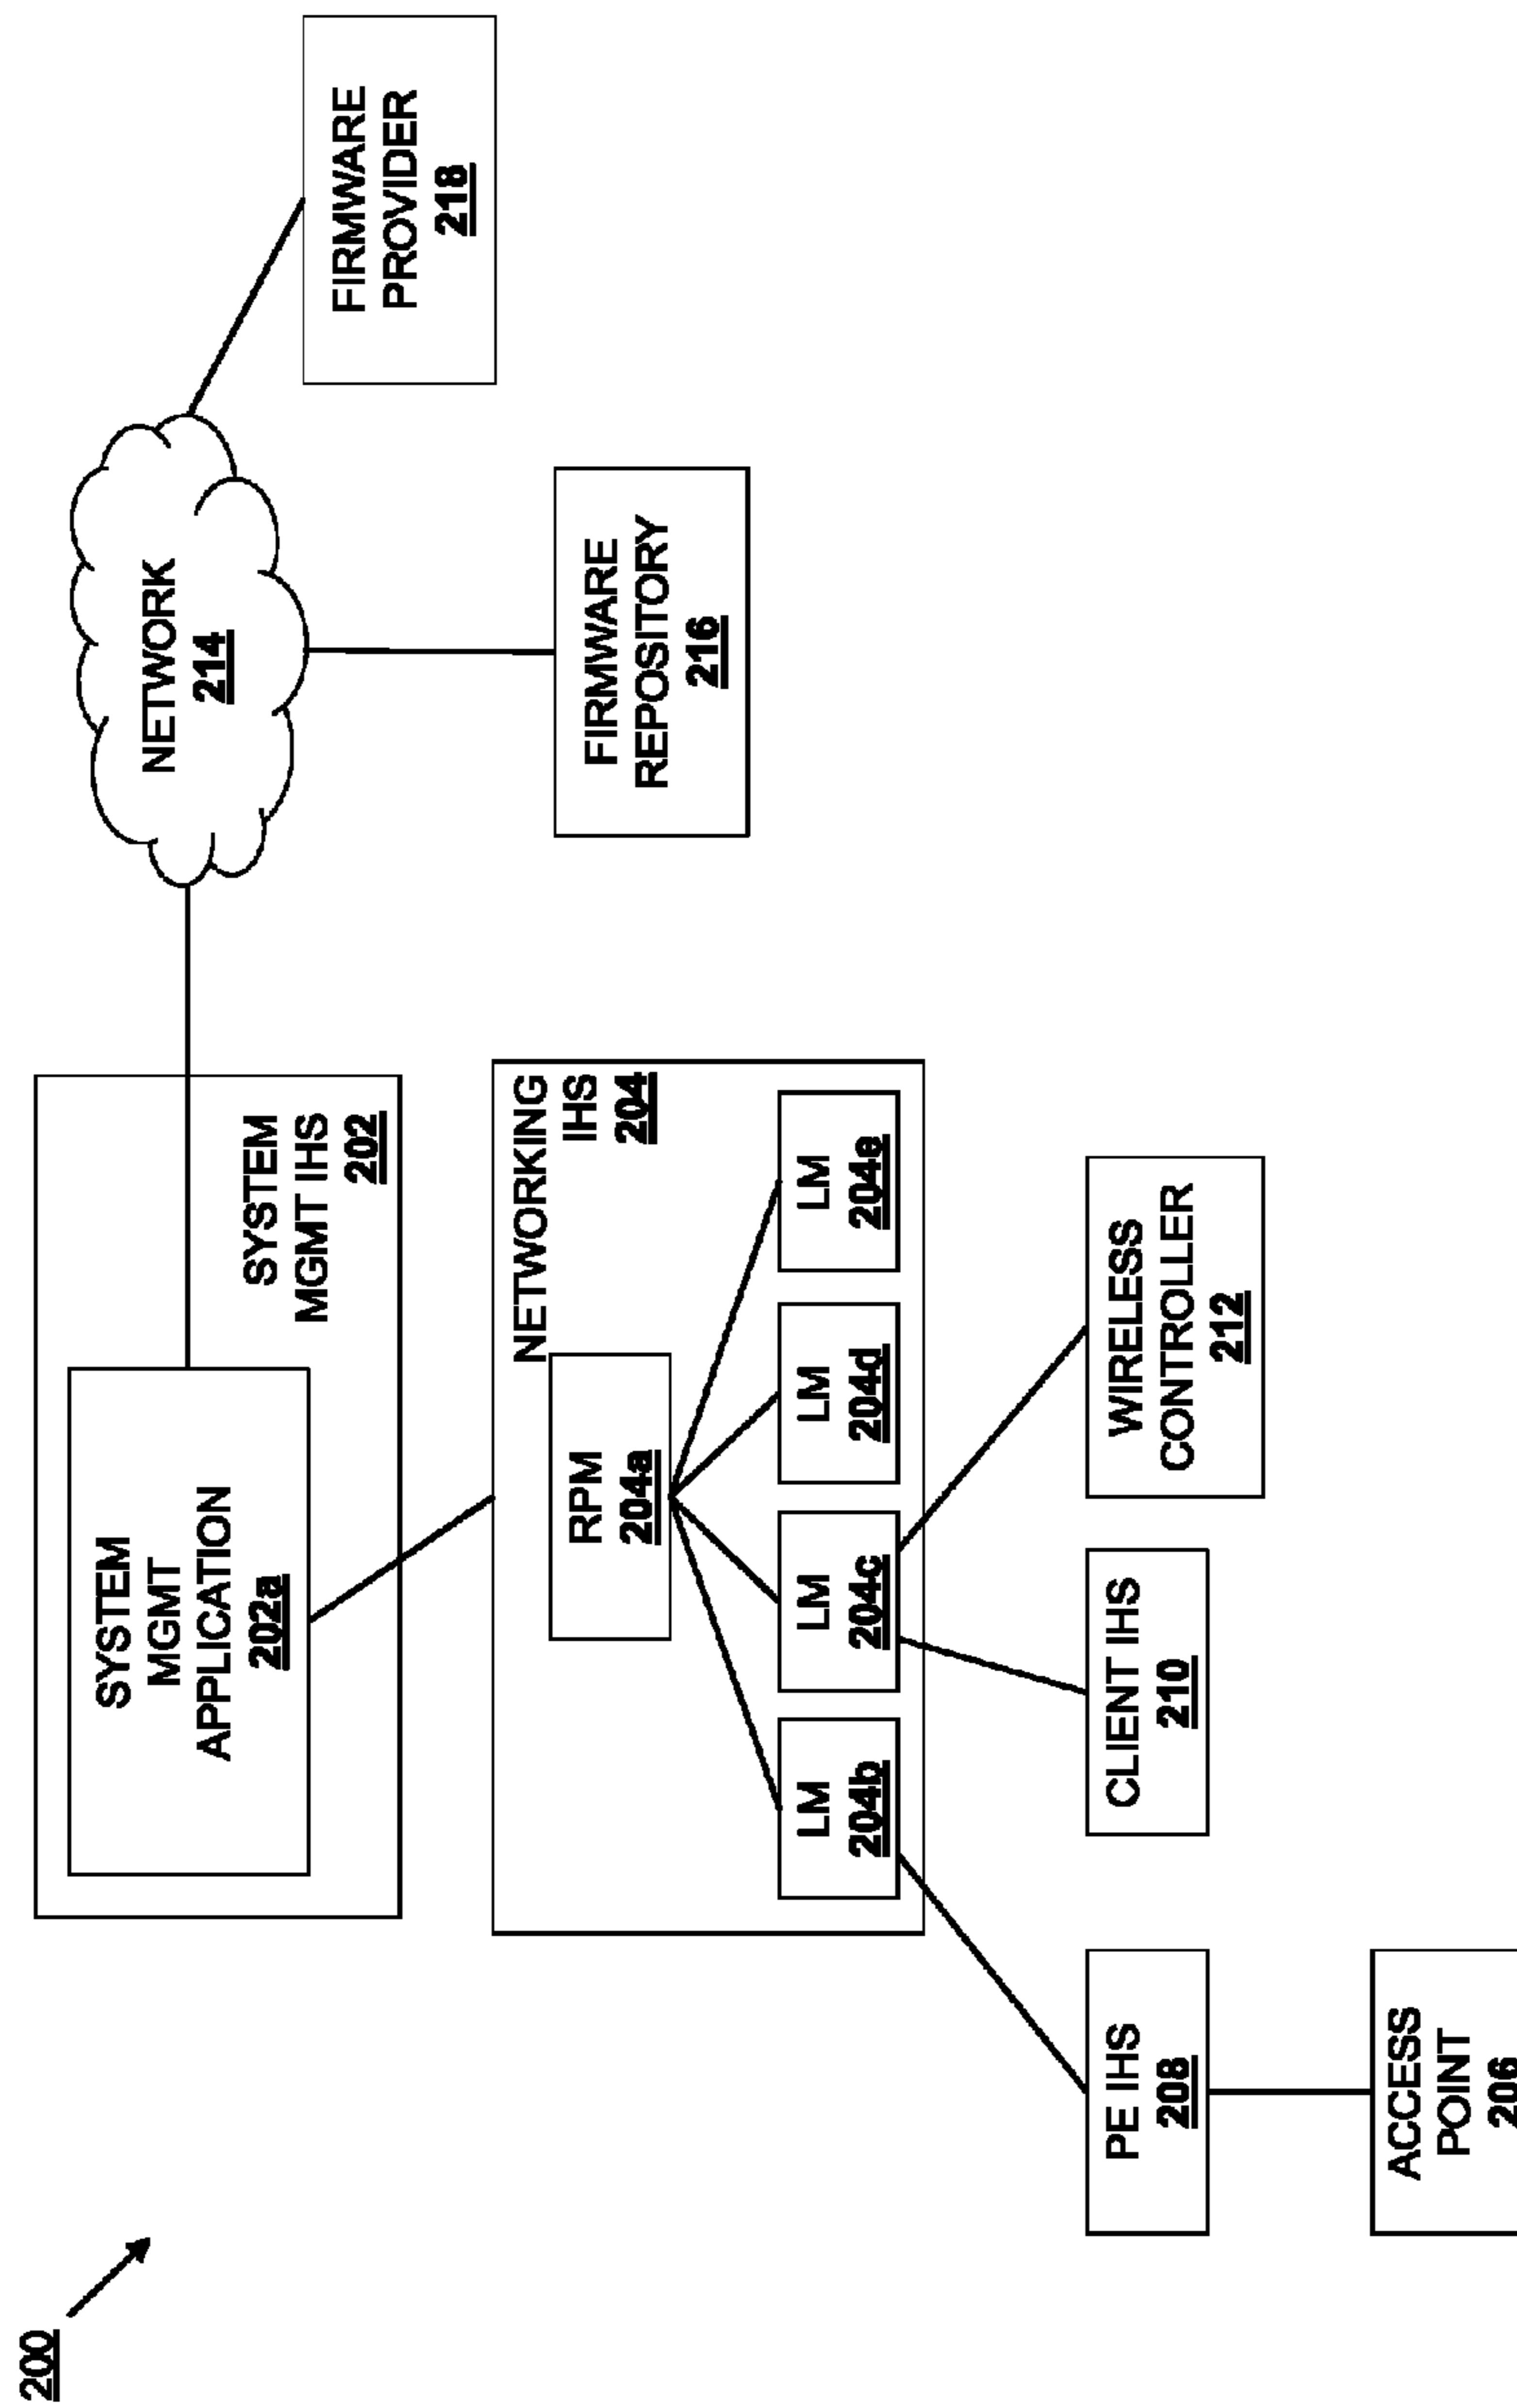 200
SYSTEM
MGMT
APPLICATION
202a
SYSTEM
MGMT IHS
202
NETWORK
214
FIRMWARE
PROVIDER
218
FIRMWARE
REPOSITORY
216
NETWORKING
IHS
204
RPM
204a
LM
204b
LM
204c
LM
204d
LM
204e
PE IHS
208
CLIENT IHS
210
WIRELESS
CONTROLLER
212
ACCESS
POINT
206